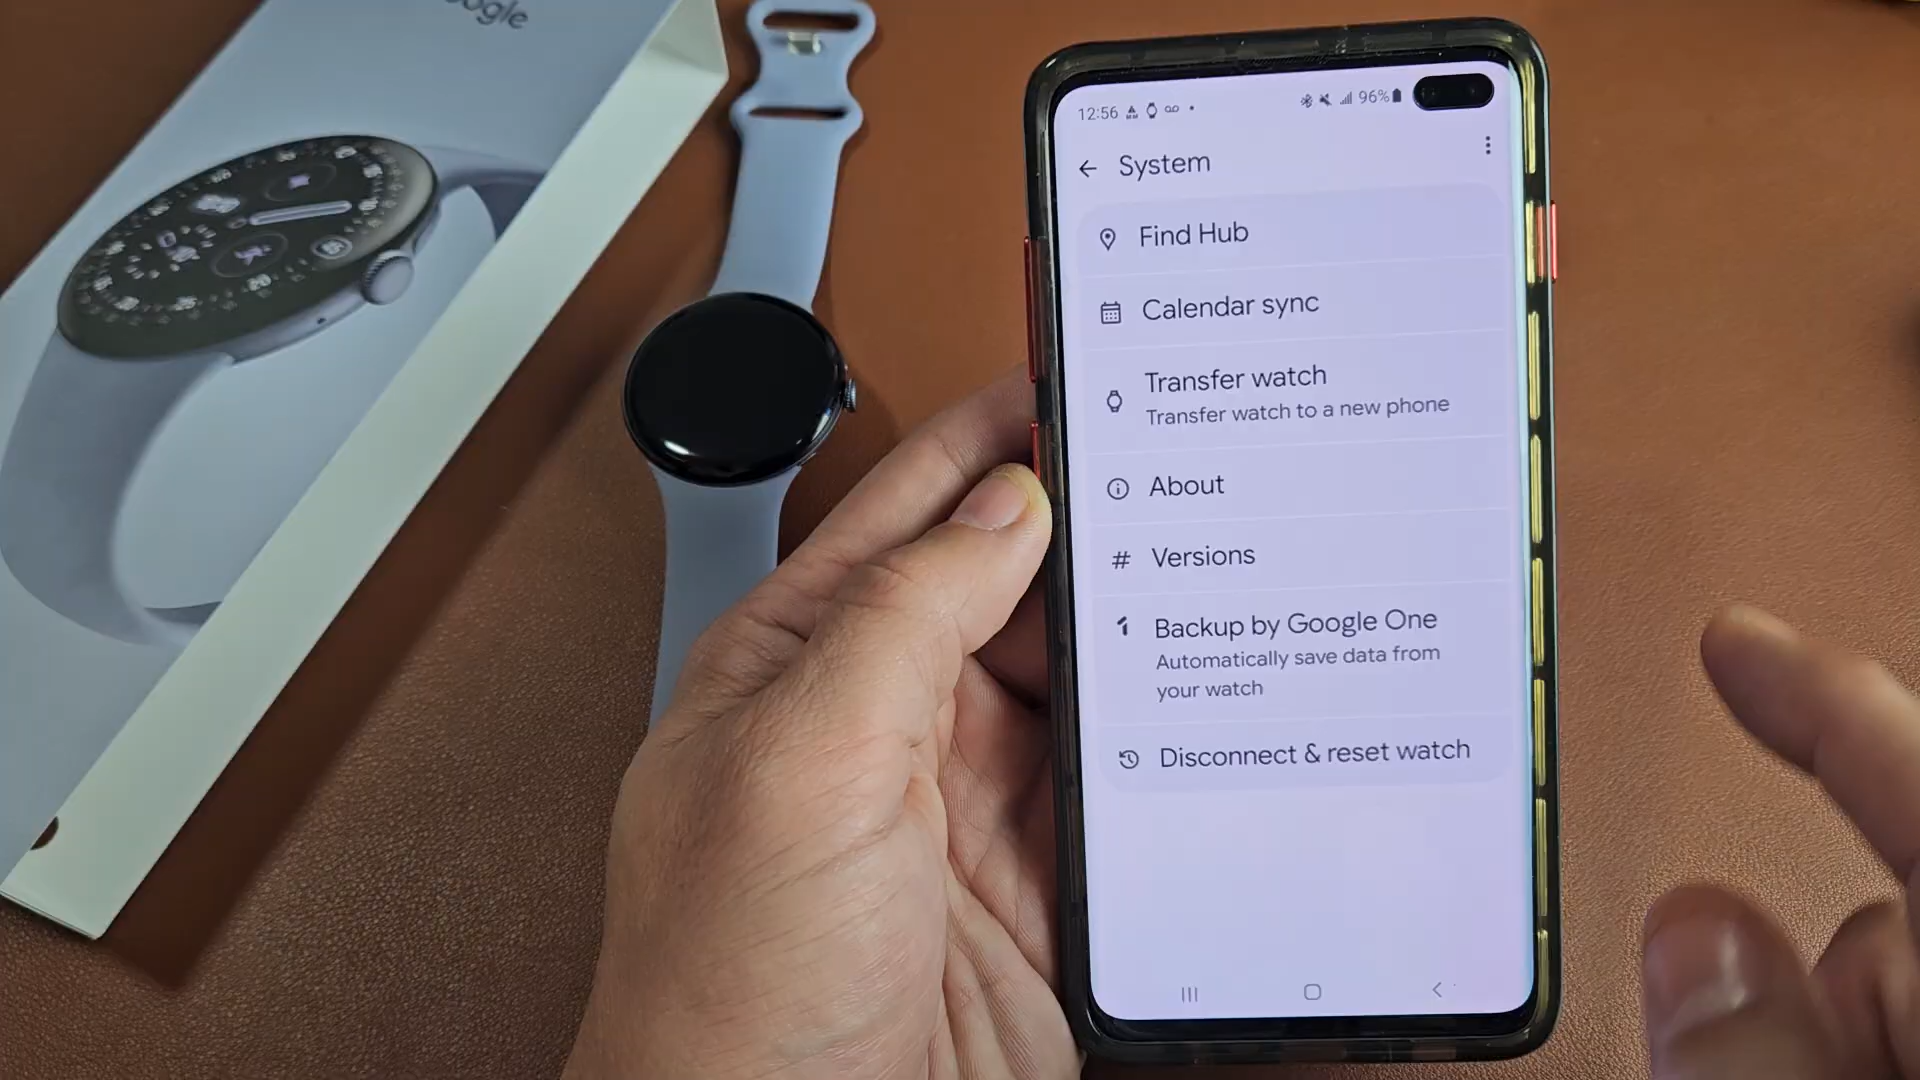 12:56
96%
System
Find Hub
Calendar sync
Transfer watch
Transfer watch to a new phone
About
# Versions
Backup by Google One
Automatically save data from
your watch
Disconnect & reset watch